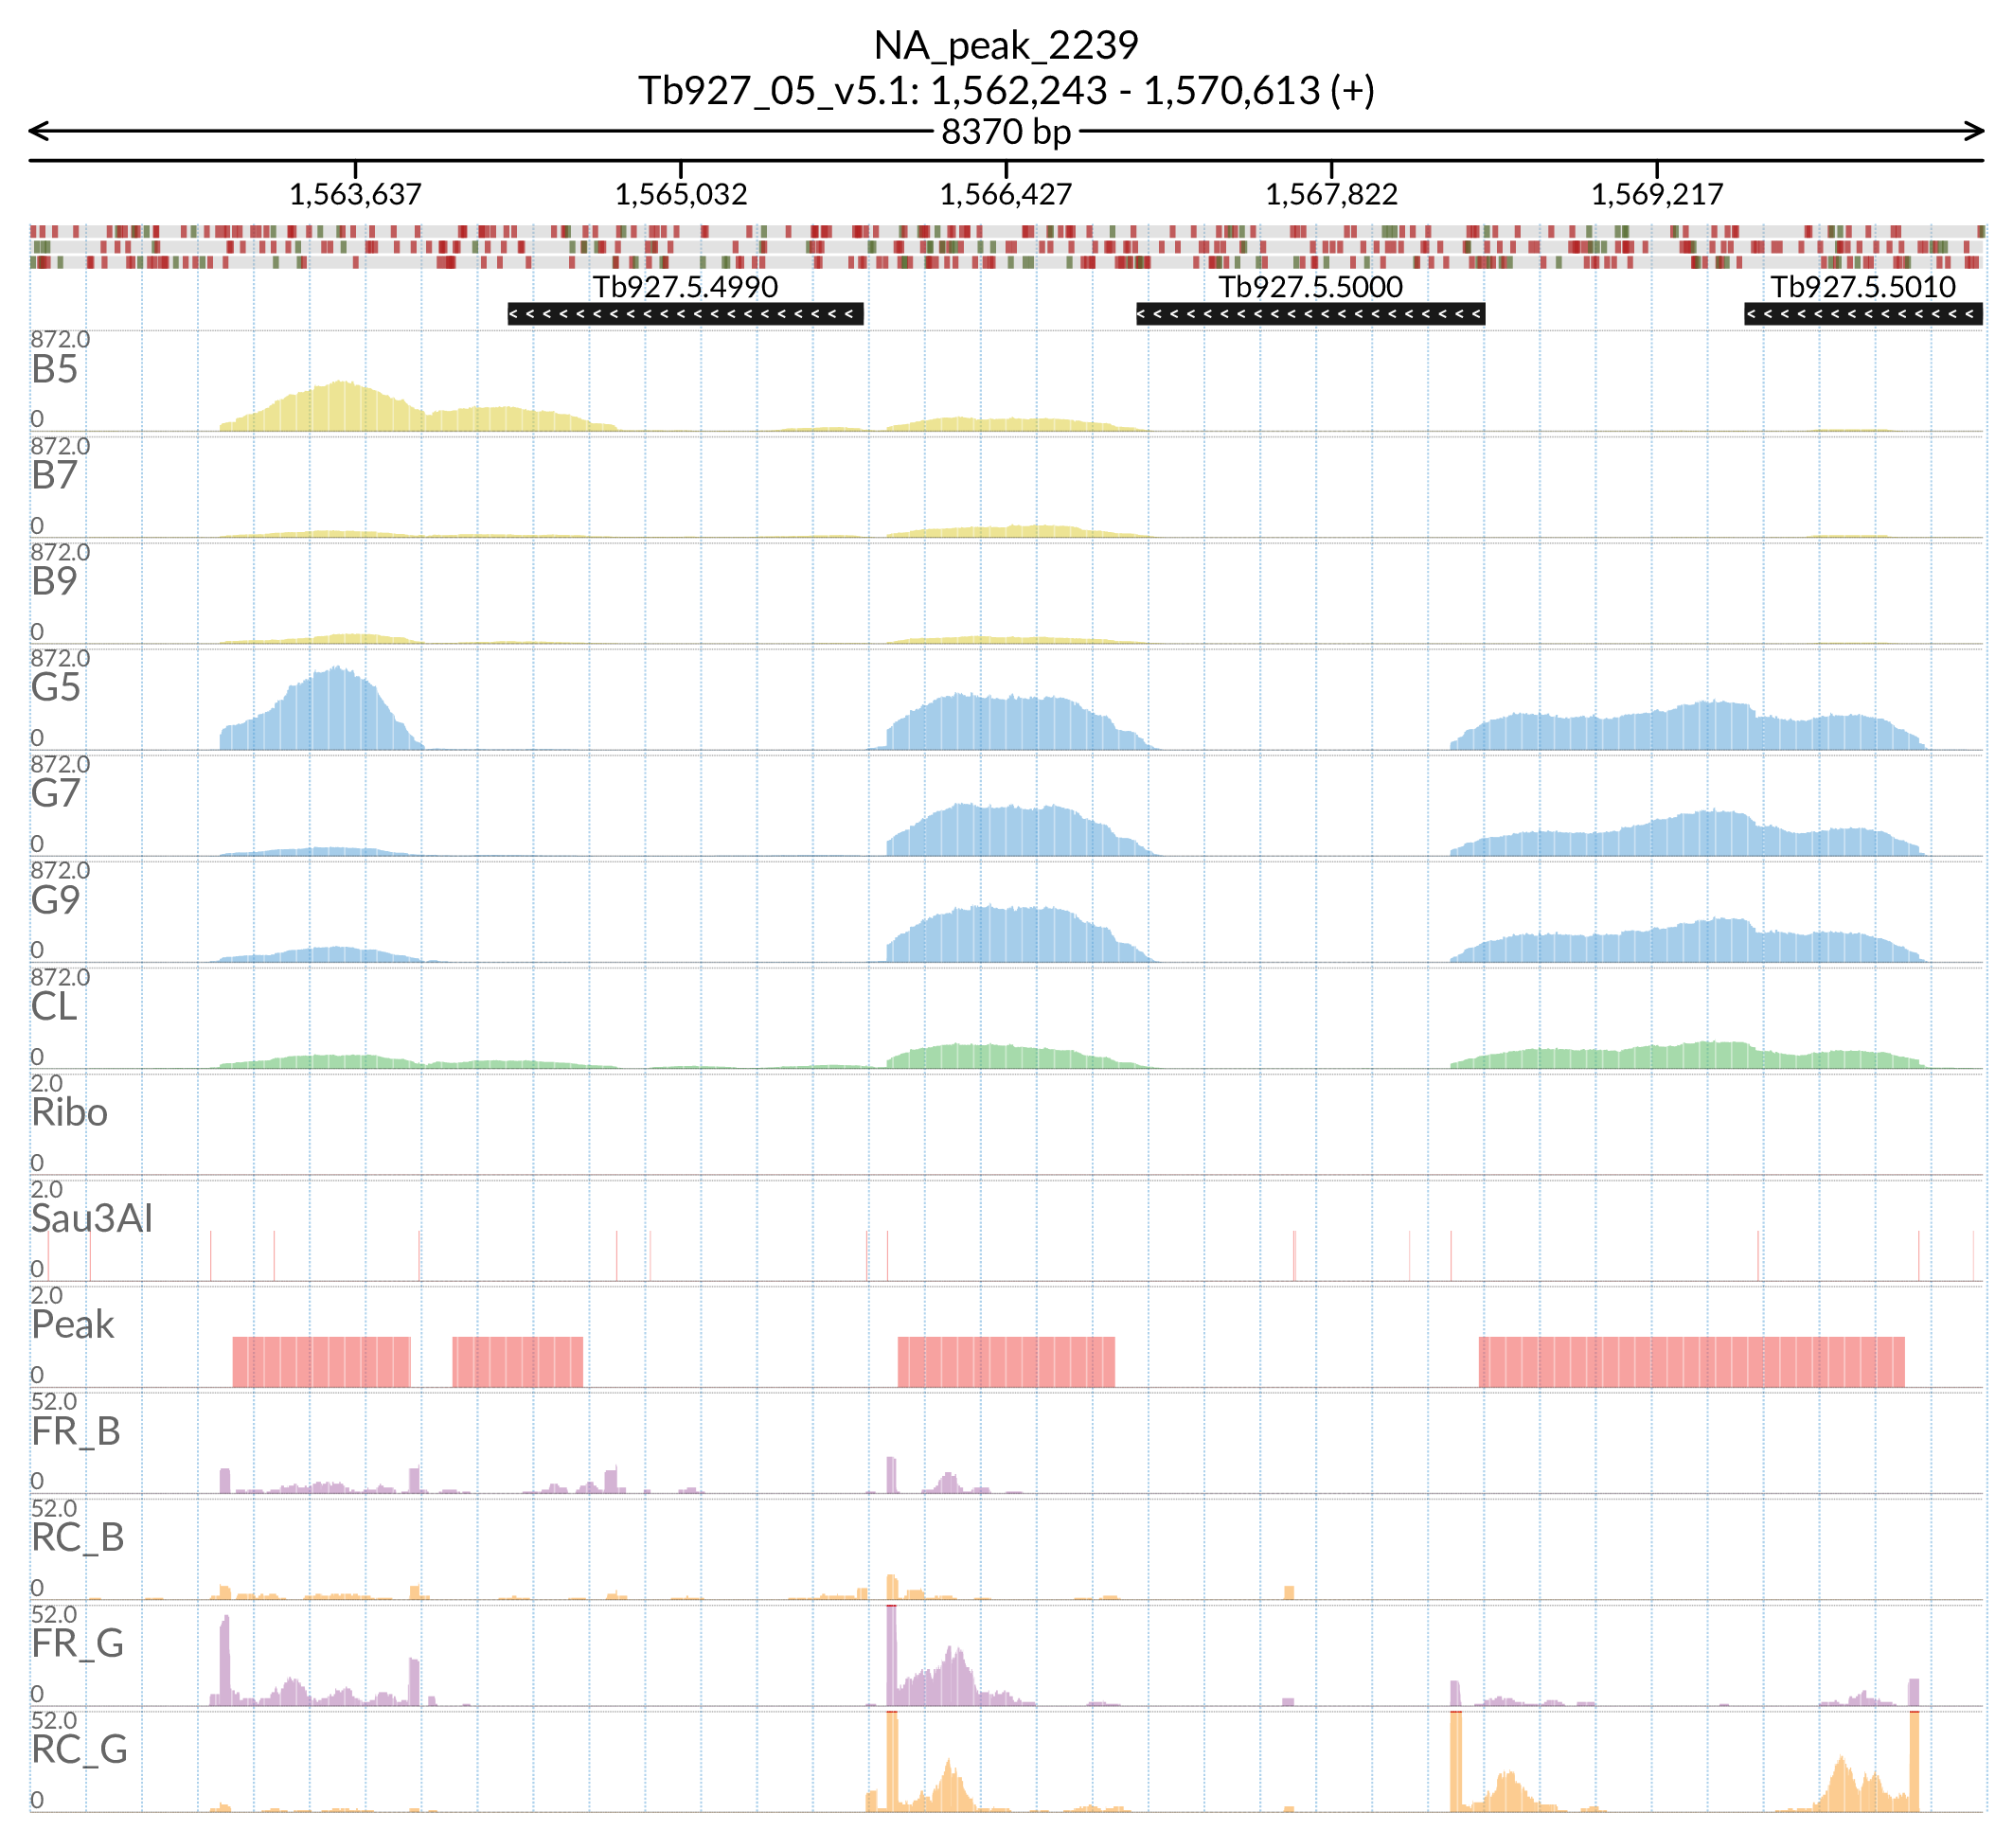 NA_peak_2239
Tb927_05_v5.1: 1,562,243 - 1,570,613 (+)
8370 bp
1,563,637 1,565,032 1,566,427 1,567,822 1,569,217
Tb927.5.4990 Tb927.5.5000 Tb927.5.5010
872.0
B5
0
872.0
B7
0
872.0
B9
0
872.0
G5
0
872.0
G7
0
872.0
G9
0
872.0
CL
0
2.0
Ribo
0
2.0
Sau3AI
0
2.0
Peak
0
52.0
FR_B
0
52.0
RC_B
0
52.0
FR_G
0
52.0
RC_G
0